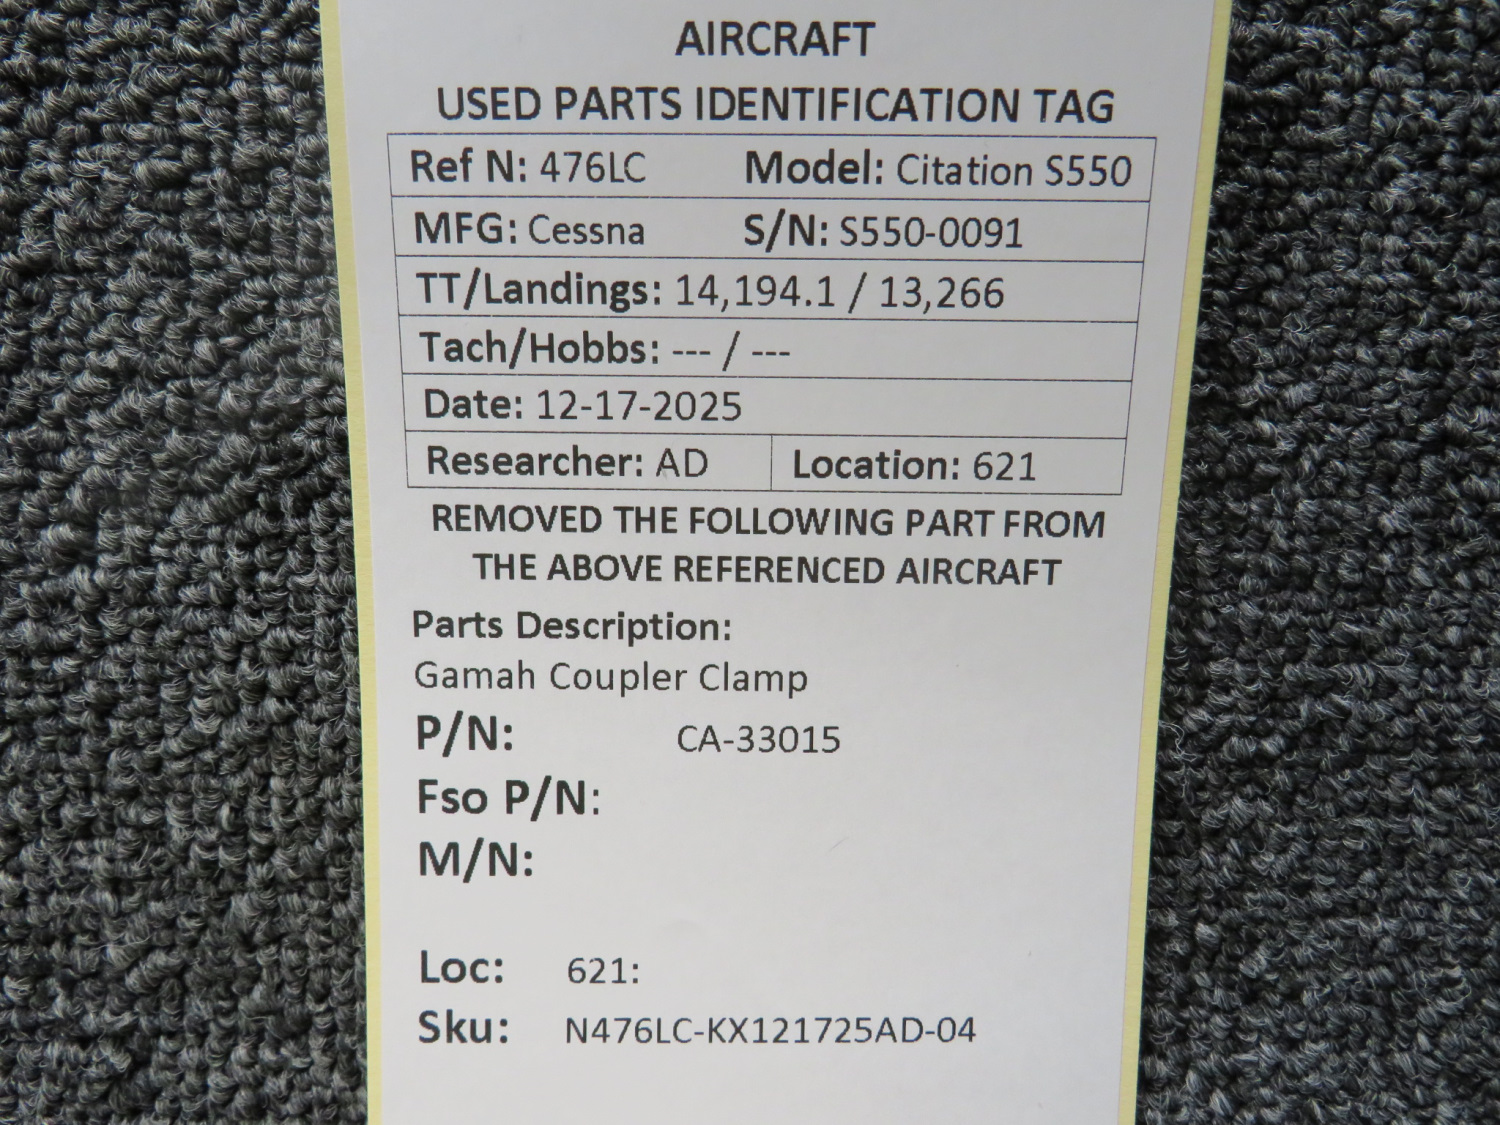 AIRCRAFT
USED PARTS IDENTIFICATION TAG
Ref N: 476LC Model: Citation S550
MFG: Cessna S/N: S550-0091
TT/Landings: 14,194.1 / 13,266
Tach/Hobbs: --- / ---
Date: 12-17-2025
Researcher: AD Location: 621
REMOVED THE FOLLOWING PART FROM
THE ABOVE REFERENCED AIRCRAFT
Parts Description:
Gamah Coupler Clamp
P/N: CA-33015
Fso P/N:
M/N:
Loc: 621:
Sku: N476LC-KX121725AD-04